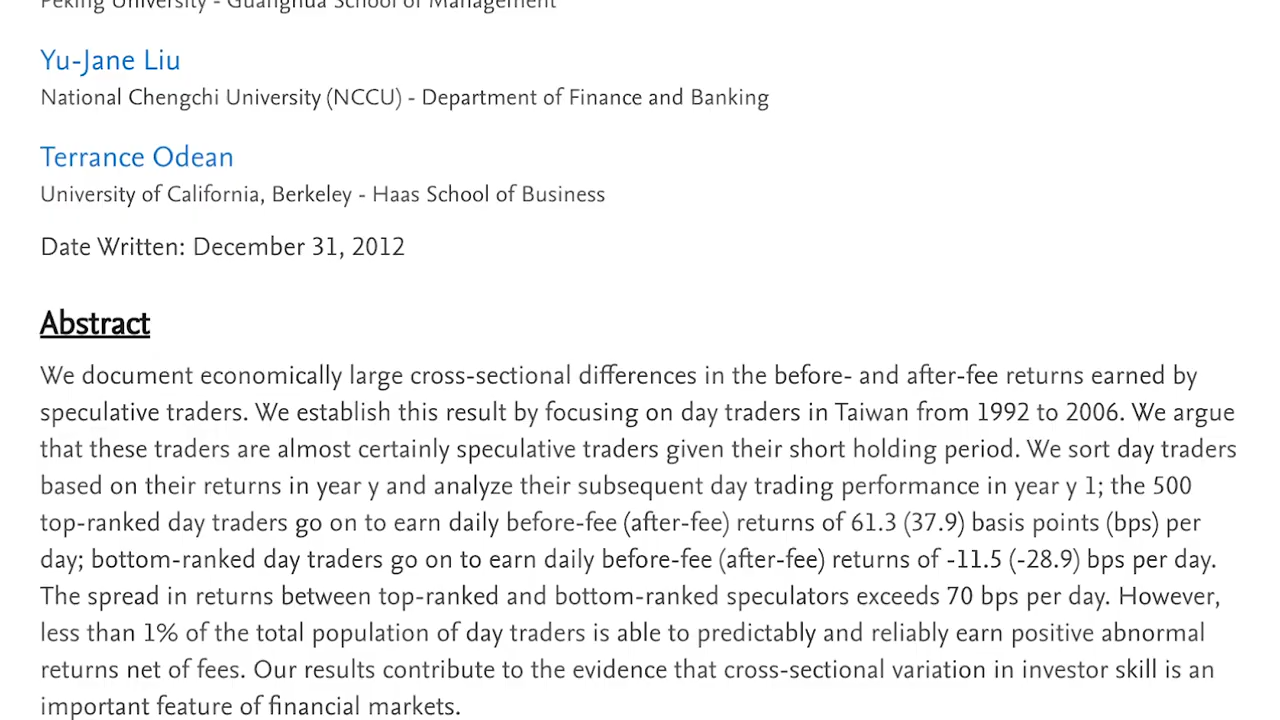 Peking University - Guanghua School of Management
Yu-Jane Liu
National Chengchi University (NCCU) - Department of Finance and Banking
Terrance Odean
University of California, Berkeley - Haas School of Business
Date Written: December 31, 2012
Abstract
We document economically large cross-sectional differences in the before- and after-fee returns earned by
speculative traders. We establish this result by focusing on day traders in Taiwan from 1992 to 2006. We argue
that these traders are almost certainly speculative traders given their short holding period. We sort day traders
based on their returns in year y and analyze their subsequent day trading performance in year y 1; the 500
top-ranked day traders go on to earn daily before-fee (after-fee) returns of 61.3 (37.9) basis points (bps) per
day; bottom-ranked day traders go on to earn daily before-fee (after-fee) returns of -11.5 (-28.9) bps per day.
The spread in returns between top-ranked and bottom-ranked speculators exceeds 70 bps per day. However,
less than 1% of the total population of day traders is able to predictably and reliably earn positive abnormal
returns net of fees. Our results contribute to the evidence that cross-sectional variation in investor skill is an
important feature of financial markets.